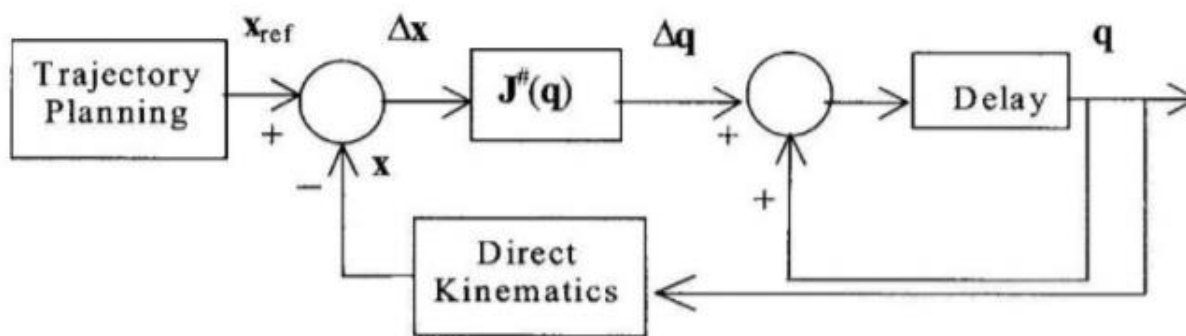 x_ref
Δx
Δq
q
Trajectory
Planning
J^#(q)
Delay
+
+
−
x
+
Direct
Kinematics